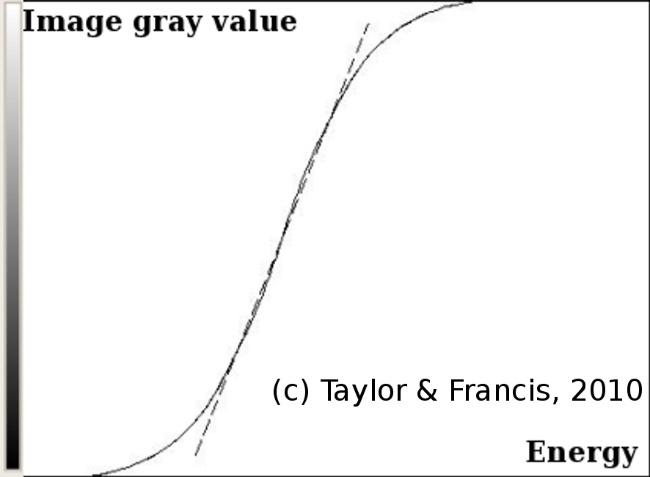 Image gray value
(c) Taylor & Francis, 2010
Energy